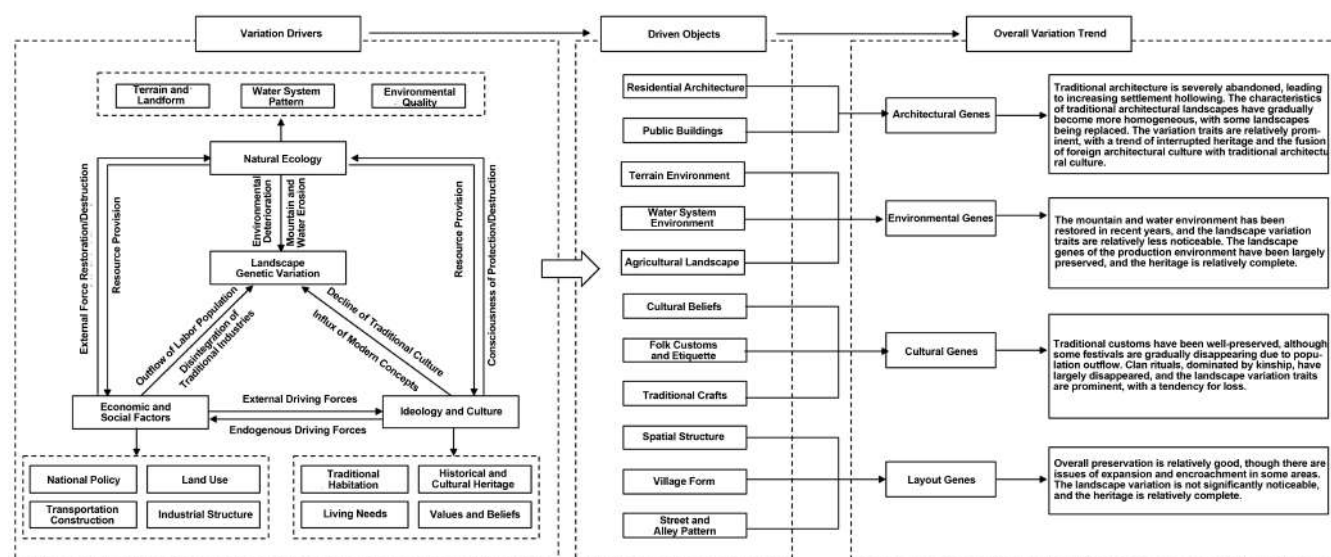 Variation Drivers
Driven Objects
Overall Variation Trend
Terrain and
Landform
Water System
Pattern
Environmental
Quality
Natural Ecology
External Force Restoration/Destruction
Resource Provision
Environmental
Deterioration
Mountain and
Water Erosion
Resource Provision
Consciousness of Protection/Destruction
Landscape
Genetic Variation
Outflow of Labor Population
Disintegration of
Traditional Industries
Decline of Traditional Culture
Influx of Modern Concepts
Economic and
Social Factors
External Driving Forces
Endogenous Driving Forces
Ideology and Culture
National Policy
Land Use
Transportation
Construction
Industrial Structure
Traditional
Habitation
Historical and
Cultural Heritage
Living Needs
Values and Beliefs
Residential Architecture
Public Buildings
Terrain Environment
Water System
Environment
Agricultural Landscape
Cultural Beliefs
Folk Customs
and Etiquette
Traditional Crafts
Spatial Structure
Village Form
Street and
Alley Pattern
Architectural Genes
Traditional architecture is severely abandoned, leading
to increasing settlement hollowing. The characteristics
of traditional architectural landscapes have gradually
become more homogeneous, with some landscapes
being replaced. The variation traits are relatively prom-
inent, with a trend of interrupted heritage and the fusion
of foreign architectural culture with traditional architectu-
ral culture.
Environmental Genes
The mountain and water environment has been
restored in recent years, and the landscape variation
traits are relatively less noticeable. The landscape
genes of the production environment have been largely
preserved, and the heritage is relatively complete.
Cultural Genes
Traditional customs have been well-preserved, although
some festivals are gradually disappearing due to popu-
lation outflow. Clan rituals, dominated by kinship, have
largely disappeared, and the landscape variation traits
are prominent, with a tendency for loss.
Layout Genes
Overall preservation is relatively good, though there are
issues of expansion and encroachment in some areas.
The landscape variation is not significantly noticeable,
and the heritage is relatively complete.